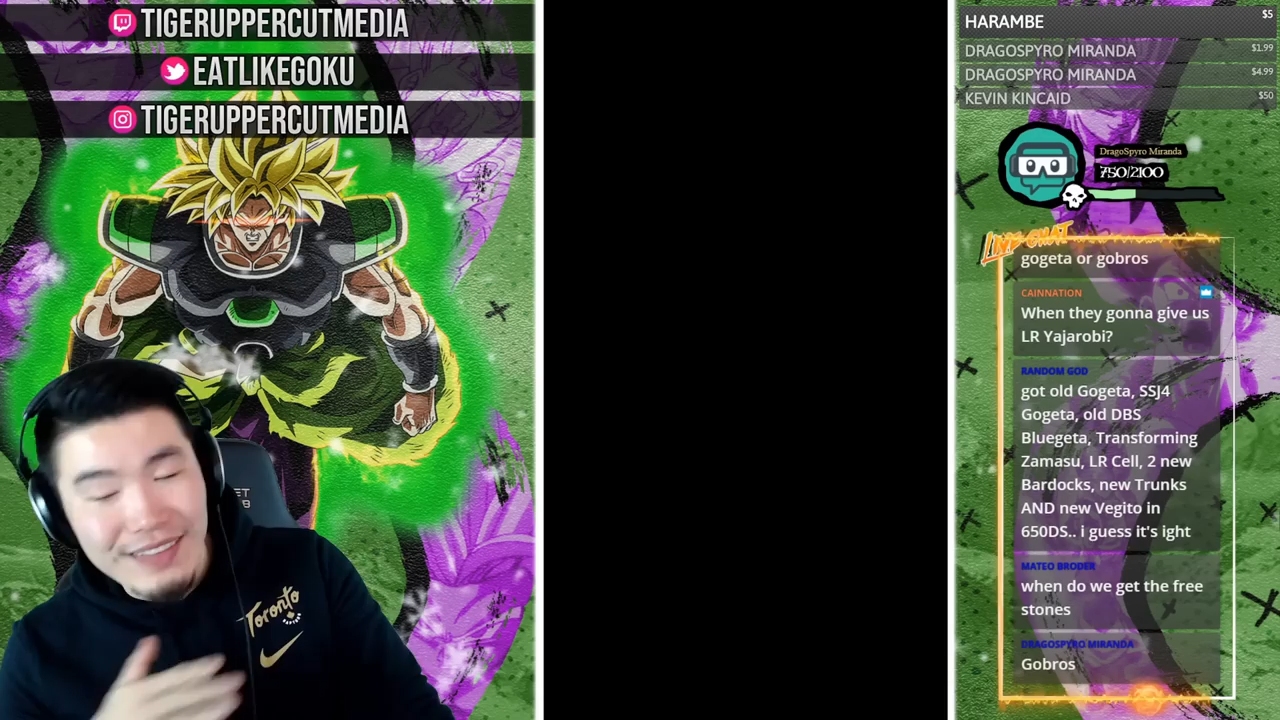 TIGERUPPERCUTMEDIA
EATLIKEGOKU
TIGERUPPERCUTMEDIA
Toronto
HARAMBE $5
DRAGOSPYRO MIRANDA $1.99
DRAGOSPYRO MIRANDA $4.99
KEVIN KINCAID $50
DragoSpyro Miranda
750/2100
LIVE CHAT
gogeta or gobros
CAINNATION
When they gonna give us
LR Yajarobi?
RANDOM GOD
got old Gogeta, SSJ4
Gogeta, old DBS
Bluegeta, Transforming
Zamasu, LR Cell, 2 new
Bardocks, new Trunks
AND new Vegito in
650DS.. i guess it's ight
MATEO BRODER
when do we get the free
stones
DRAGOSPYRO MIRANDA
Gobros